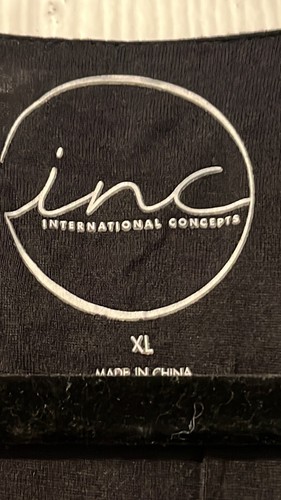 inc
INTERNATIONAL CONCEPTS
XL
MADE IN CHINA